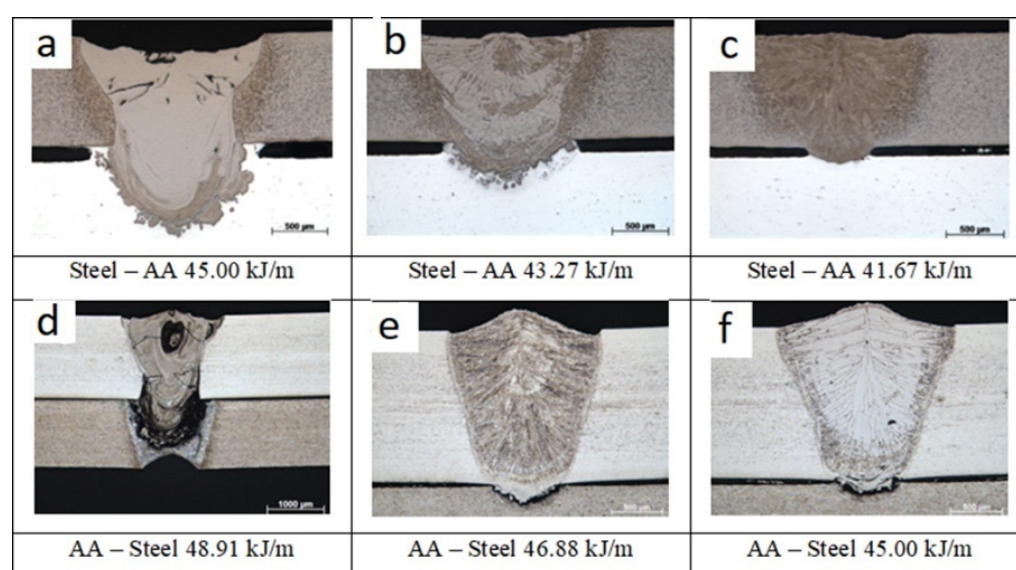 a
b
c
500 µm
500 µm
500 µm
Steel – AA 45.00 kJ/m
Steel – AA 43.27 kJ/m
Steel – AA 41.67 kJ/m
d
e
f
1000 µm
500 µm
500 µm
AA – Steel 48.91 kJ/m
AA – Steel 46.88 kJ/m
AA – Steel 45.00 kJ/m